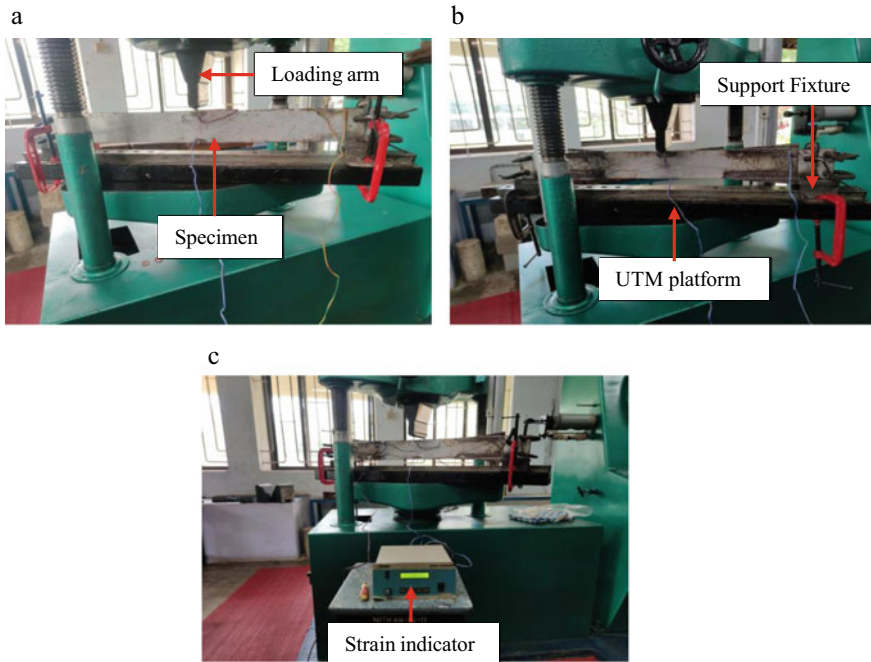 a
b
Loading arm
Support Fixture
Specimen
UTM platform
c
Strain indicator